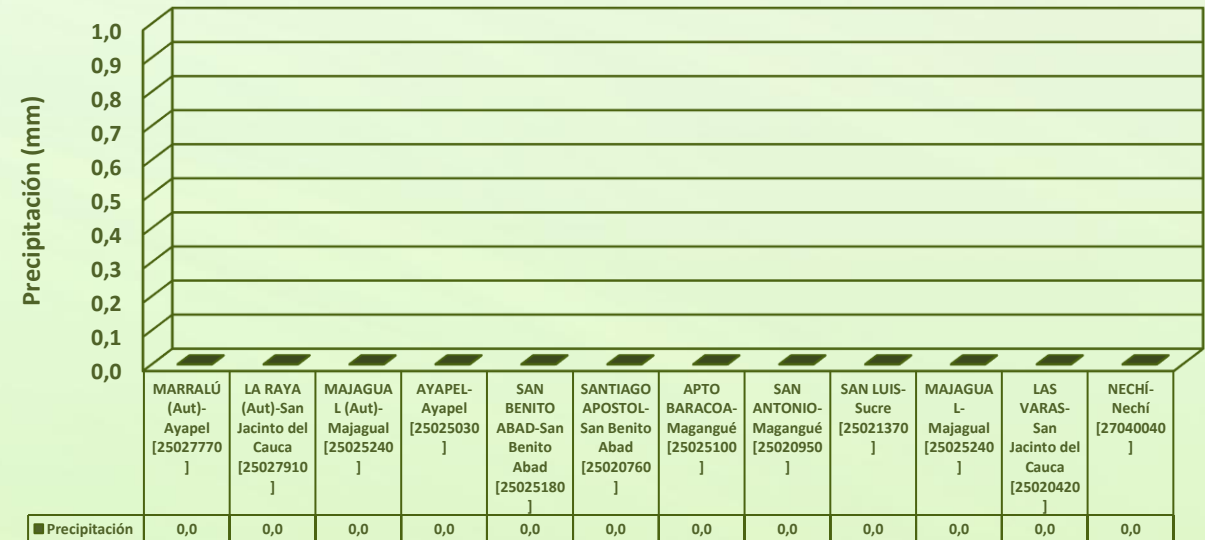 Precipitación (mm)
1,0
0,9
0,8
0,7
0,6
0,5
0,4
0,3
0,2
0,1
0,0
MARRALÚ
(Aut)-
Ayapel
[25027770
]
LA RAYA
(Aut)-San
Jacinto del
Cauca
[25027910
]
MAJAGUA
L (Aut)-
Majagual
[25025240
]
AYAPEL-
Ayapel
[25025030
]
SAN
BENITO
ABAD-San
Benito
Abad
[25025180
]
SANTIAGO
APOSTOL-
San Benito
Abad
[25020760
]
APTO
BARACOA-
Magangué
[25025100
]
SAN
ANTONIO-
Magangué
[25020950
]
SAN LUIS-
Sucre
[25021370
]
MAJAGUA
L-
Majagual
[25025240
]
LAS
VARAS-
San
Jacinto del
Cauca
[25020420
]
NECHÍ-
Nechí
[27040040
]
Precipitación 0,0 0,0 0,0 0,0 0,0 0,0 0,0 0,0 0,0 0,0 0,0 0,0